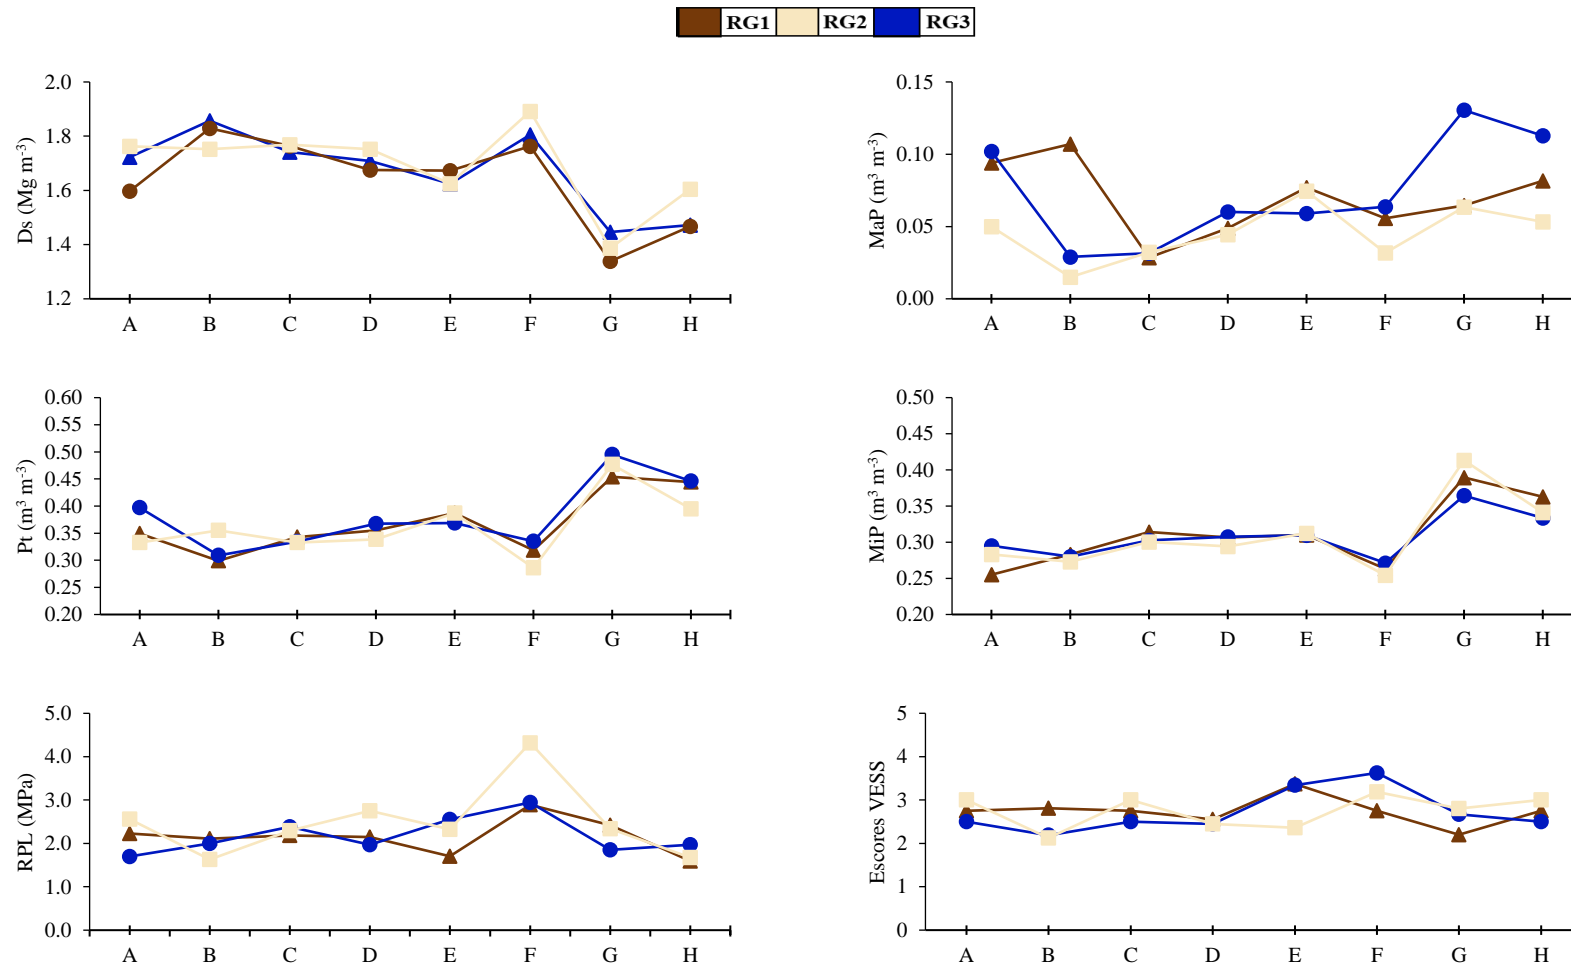 RG1 RG2 RG3
Ds (Mg m⁻³)
2.0
1.8
1.6
1.4
1.2
A B C D E F G H
MaP (m³ m⁻³)
0.15
0.10
0.05
0.00
A B C D E F G H
Pt (m³ m⁻³)
0.60
0.55
0.50
0.45
0.40
0.35
0.30
0.25
0.20
A B C D E F G H
MiP (m³ m⁻³)
0.50
0.45
0.40
0.35
0.30
0.25
0.20
A B C D E F G H
RPL (MPa)
5.0
4.0
3.0
2.0
1.0
0.0
A B C D E F G H
Escores VESS
5
4
3
2
1
0
A B C D E F G H